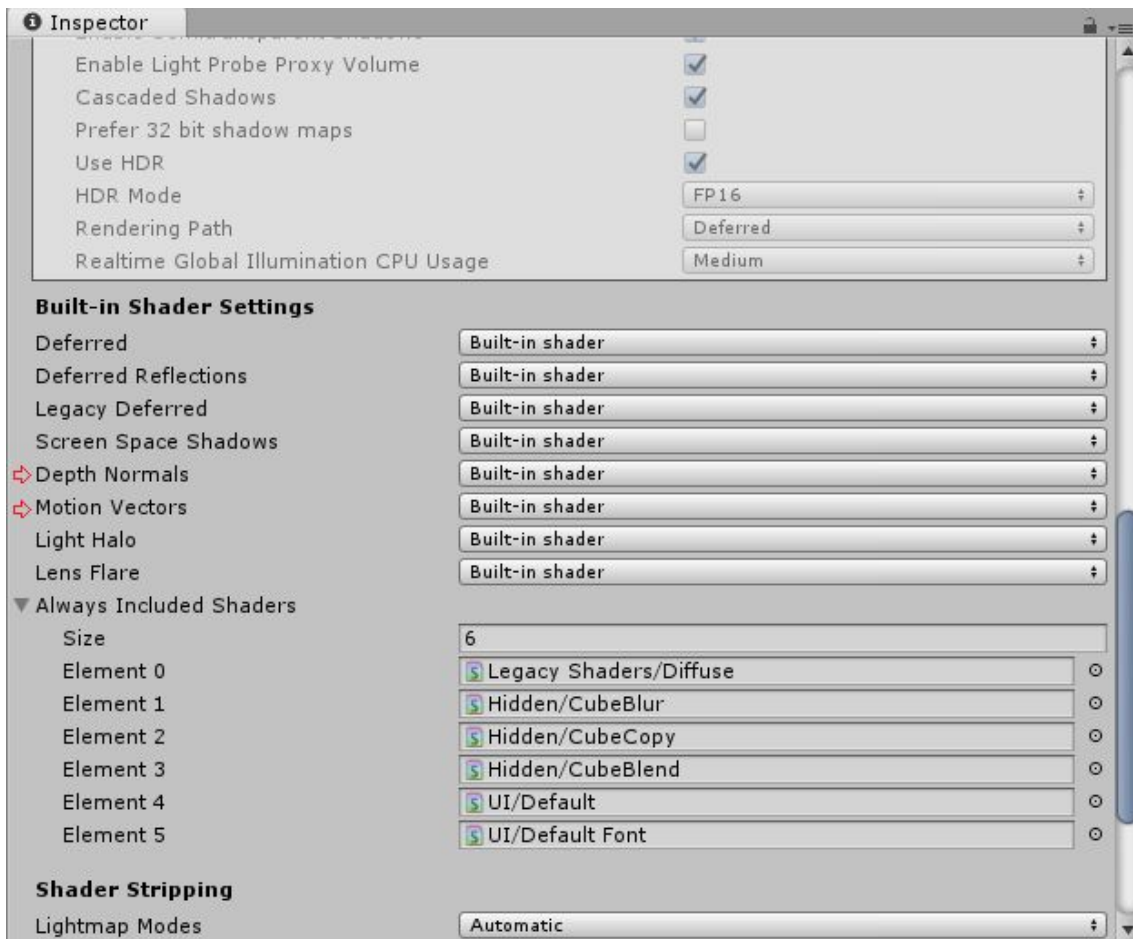 Inspector
Enable Light Probe Proxy Volume
Cascaded Shadows
Prefer 32 bit shadow maps
Use HDR
HDR Mode FP16
Rendering Path Deferred
Realtime Global Illumination CPU Usage Medium
Built-in Shader Settings
Deferred Built-in shader
Deferred Reflections Built-in shader
Legacy Deferred Built-in shader
Screen Space Shadows Built-in shader
Depth Normals Built-in shader
Motion Vectors Built-in shader
Light Halo Built-in shader
Lens Flare Built-in shader
Always Included Shaders
Size 6
Element 0 Legacy Shaders/Diffuse
Element 1 Hidden/CubeBlur
Element 2 Hidden/CubeCopy
Element 3 Hidden/CubeBlend
Element 4 UI/Default
Element 5 UI/Default Font
Shader Stripping
Lightmap Modes Automatic